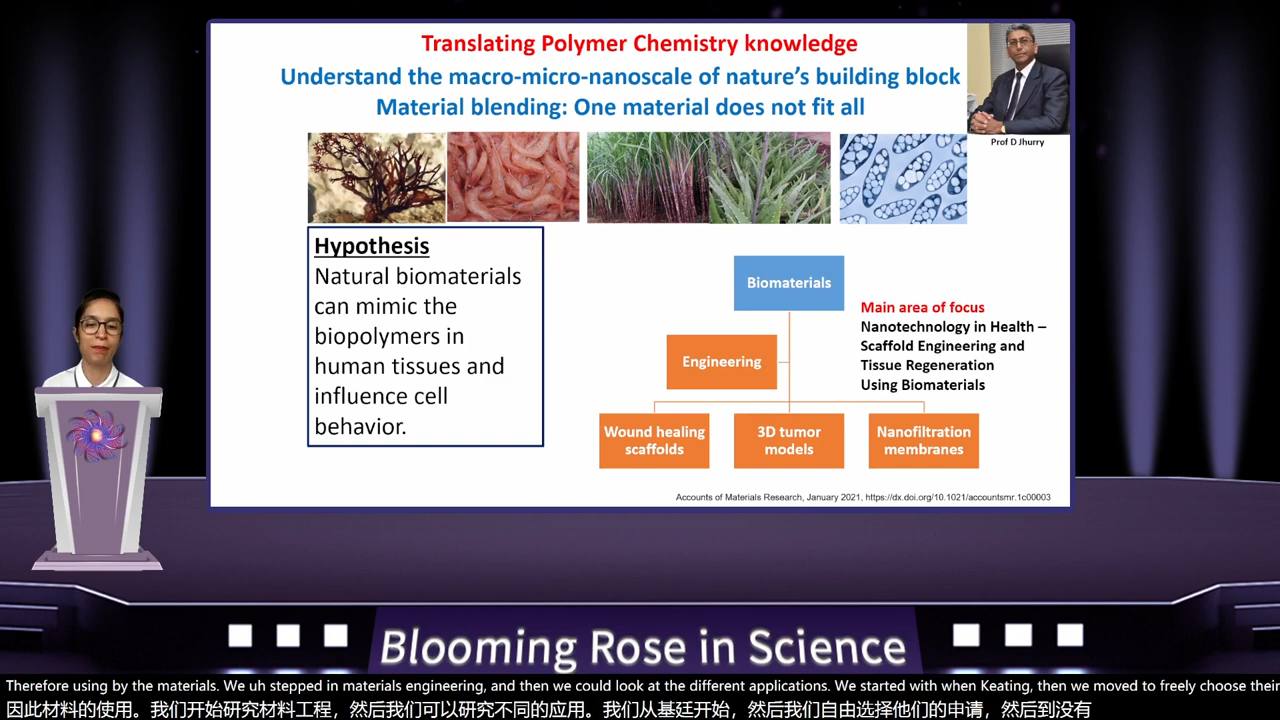 Translating Polymer Chemistry knowledge
Understand the macro-micro-nanoscale of nature's building block
Material blending: One material does not fit all
Prof D Jhurry
Hypothesis
Natural biomaterials
can mimic the
biopolymers in
human tissues and
influence cell
behavior.
Biomaterials
Engineering
Wound healing
scaffolds
3D tumor
models
Nanofiltration
membranes
Main area of focus
Nanotechnology in Health –
Scaffold Engineering and
Tissue Regeneration
Using Biomaterials
Accounts of Materials Research, January 2021, https://dx.doi.org/10.1021/accountsmr.1c00003
Blooming Rose in Science
Therefore using by the materials. We uh stepped in materials engineering, and then we could look at the different applications. We started with when Keating, then we moved to freely choose their
因此材料的使用。我们开始研究材料工程，然后我们可以研究不同的应用。我们从基廷开始，然后我们自由选择他们的申请，然后到没有